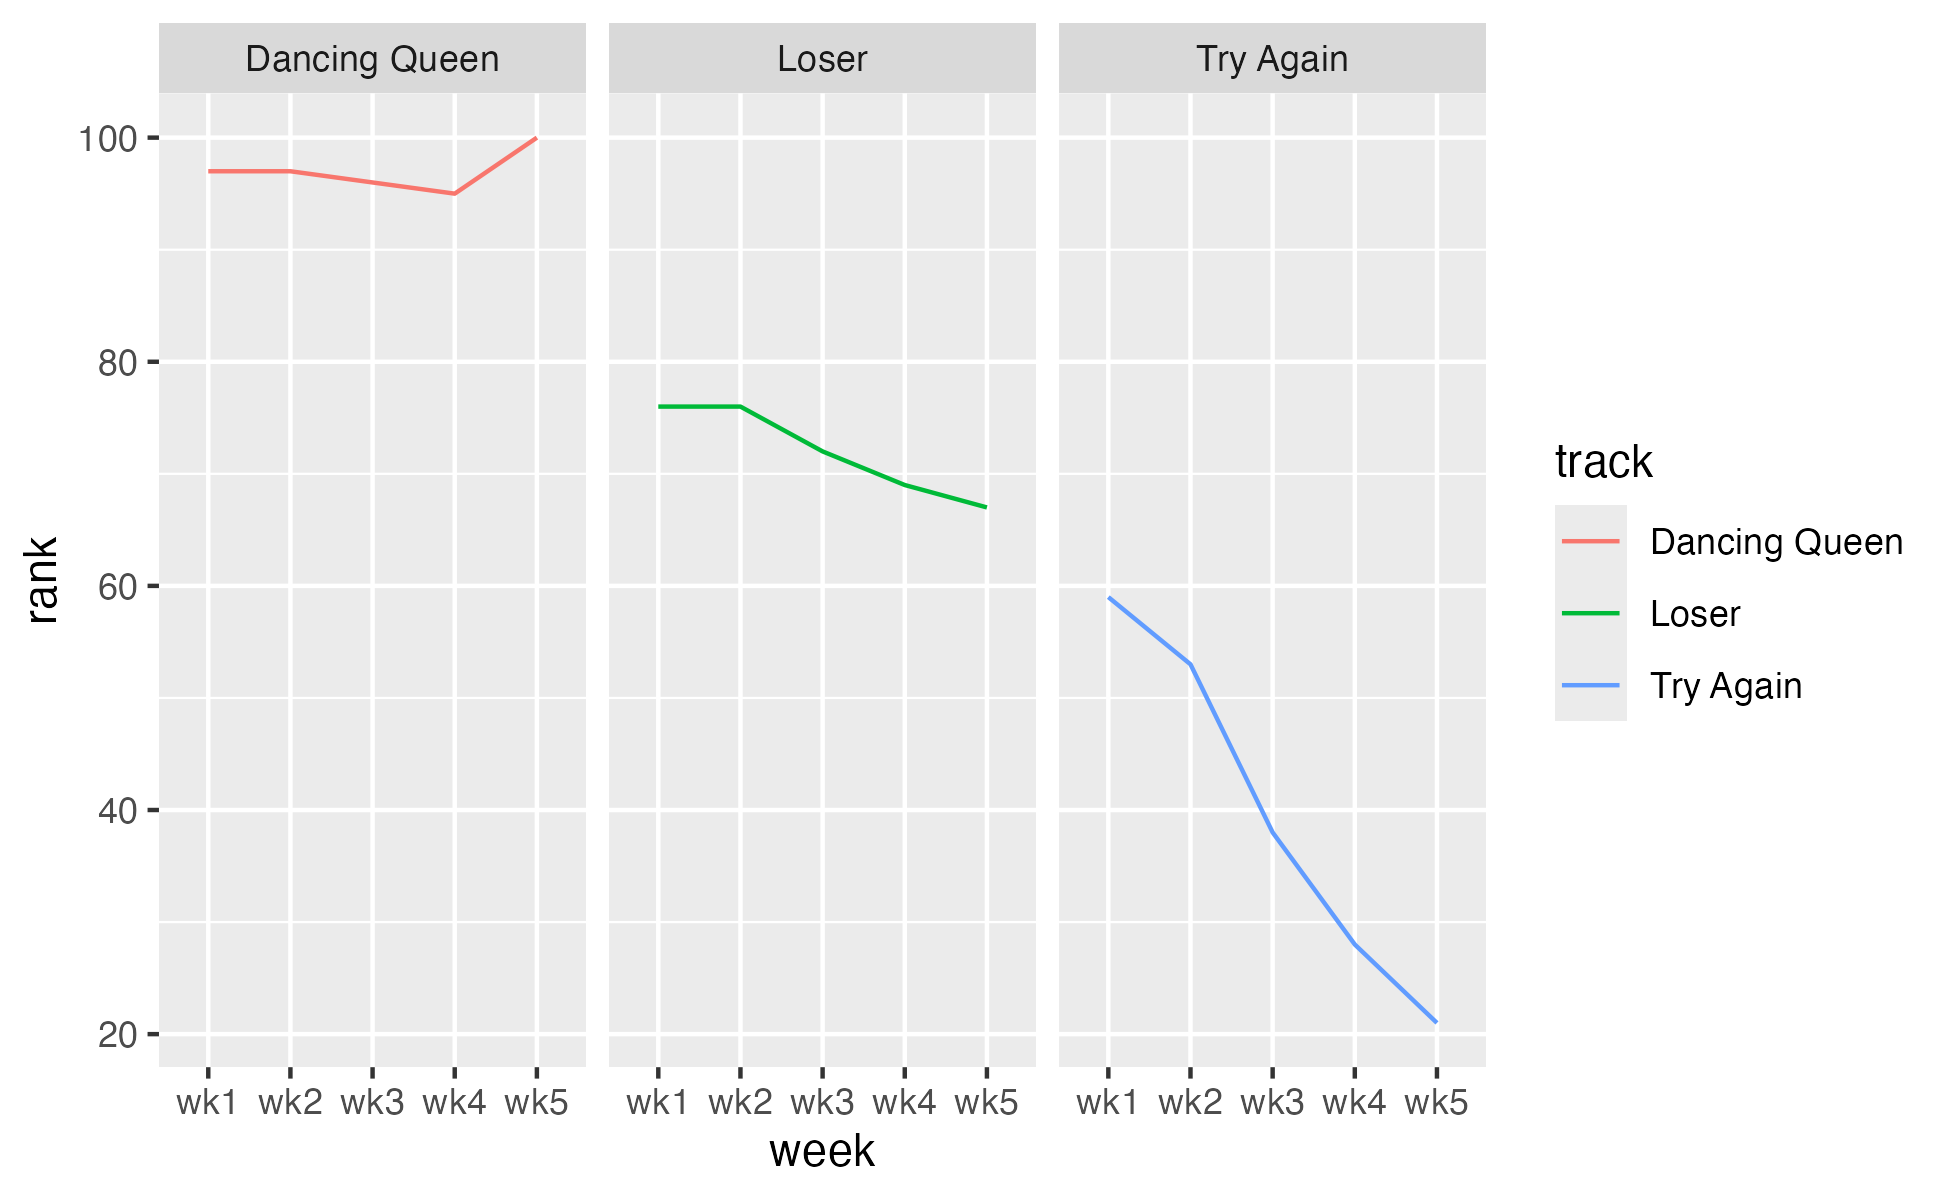 Dancing Queen
Loser
Try Again
100
80
60
40
20
rank
wk1 wk2 wk3 wk4 wk5
wk1 wk2 wk3 wk4 wk5
wk1 wk2 wk3 wk4 wk5
week
track
Dancing Queen
Loser
Try Again